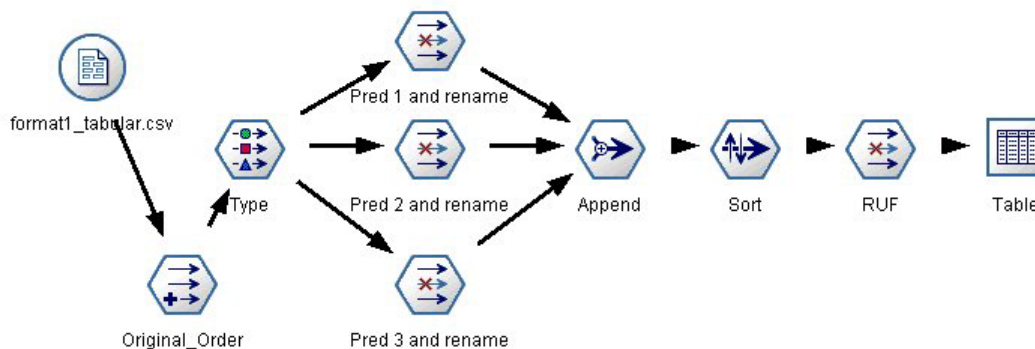 Pred 1 and rename
format1_tabular.csv
Type
Pred 2 and rename
Append
Sort
RUF
Table
Original_Order
Pred 3 and rename